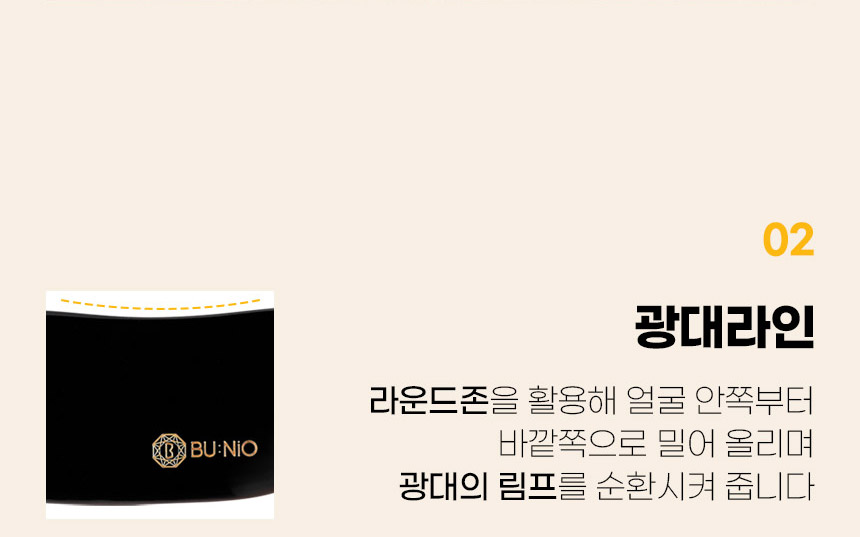 02
광대라인
라운드존을 활용해 얼굴 안쪽부터
바깥쪽으로 밀어 올리며
광대의 림프를 순환시켜 줍니다
B BU:NiO